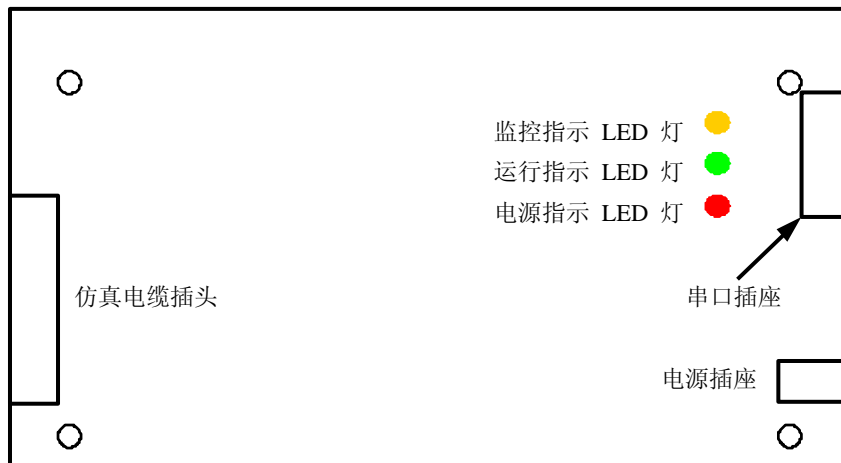 监控指示 LED 灯
运行指示 LED 灯
电源指示 LED 灯
仿真电缆插头
串口插座
电源插座